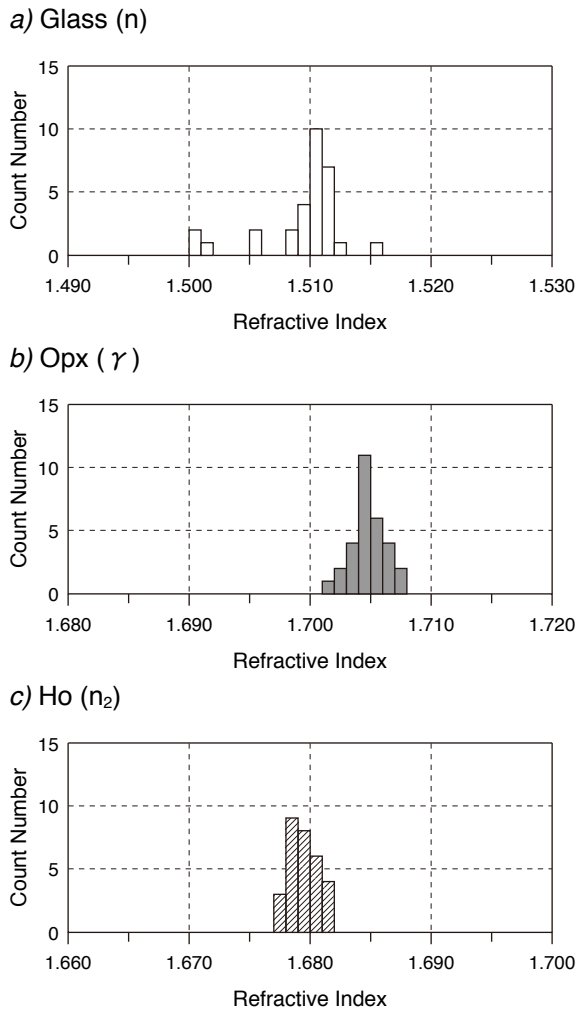 a) Glass (n)
15
10
5
0
Count Number
1.490 1.500 1.510 1.520 1.530
Refractive Index
b) Opx ( γ )
15
10
5
0
Count Number
1.680 1.690 1.700 1.710 1.720
Refractive Index
c) Ho (n₂)
15
10
5
0
Count Number
1.660 1.670 1.680 1.690 1.700
Refractive Index